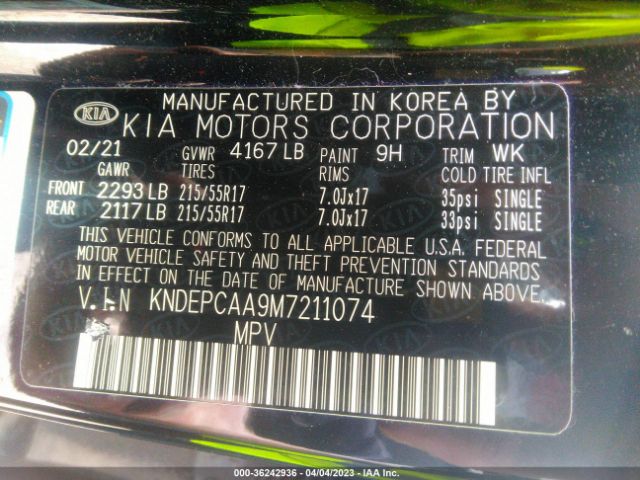 KIA
MANUFACTURED IN KOREA BY
KIA MOTORS CORPORATION
02/21 GVWR 4167 LB PAINT 9H TRIM WK
GAWR TIRES RIMS COLD TIRE INFL
FRONT 2293 LB 215/55R17 7.0Jx17 35psi SINGLE
REAR 2117 LB 215/55R17 7.0Jx17 33psi SINGLE
THIS VEHICLE CONFORMS TO ALL APPLICABLE U.S.A. FEDERAL
MOTOR VEHICLE SAFETY AND THEFT PREVENTION STANDARDS
IN EFFECT ON THE DATE OF MANUFACTURE SHOWN ABOVE.
V.I.N KNDEPCAA9M7211074
MPV
000-36242936 - 04/04/2023 - IAA Inc.